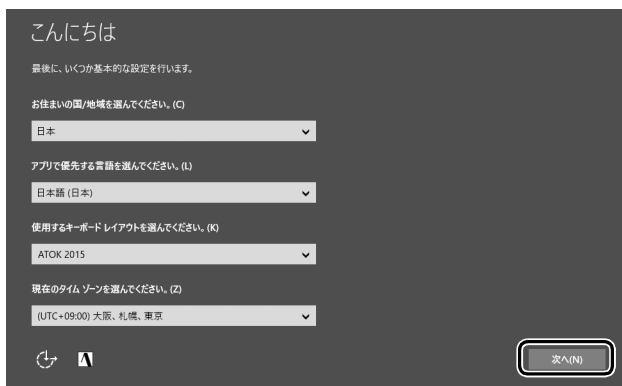 こんにちは
最後に、いくつか基本的な設定を行います。
お住まいの国/地域を選んでください。(C)
日本
アプリで優先する言語を選んでください。(L)
日本語 (日本)
使用するキーボード レイアウトを選んでください。(K)
ATOK 2015
現在のタイム ゾーンを選んでください。(Z)
(UTC+09:00) 大阪、札幌、東京
次へ(N)